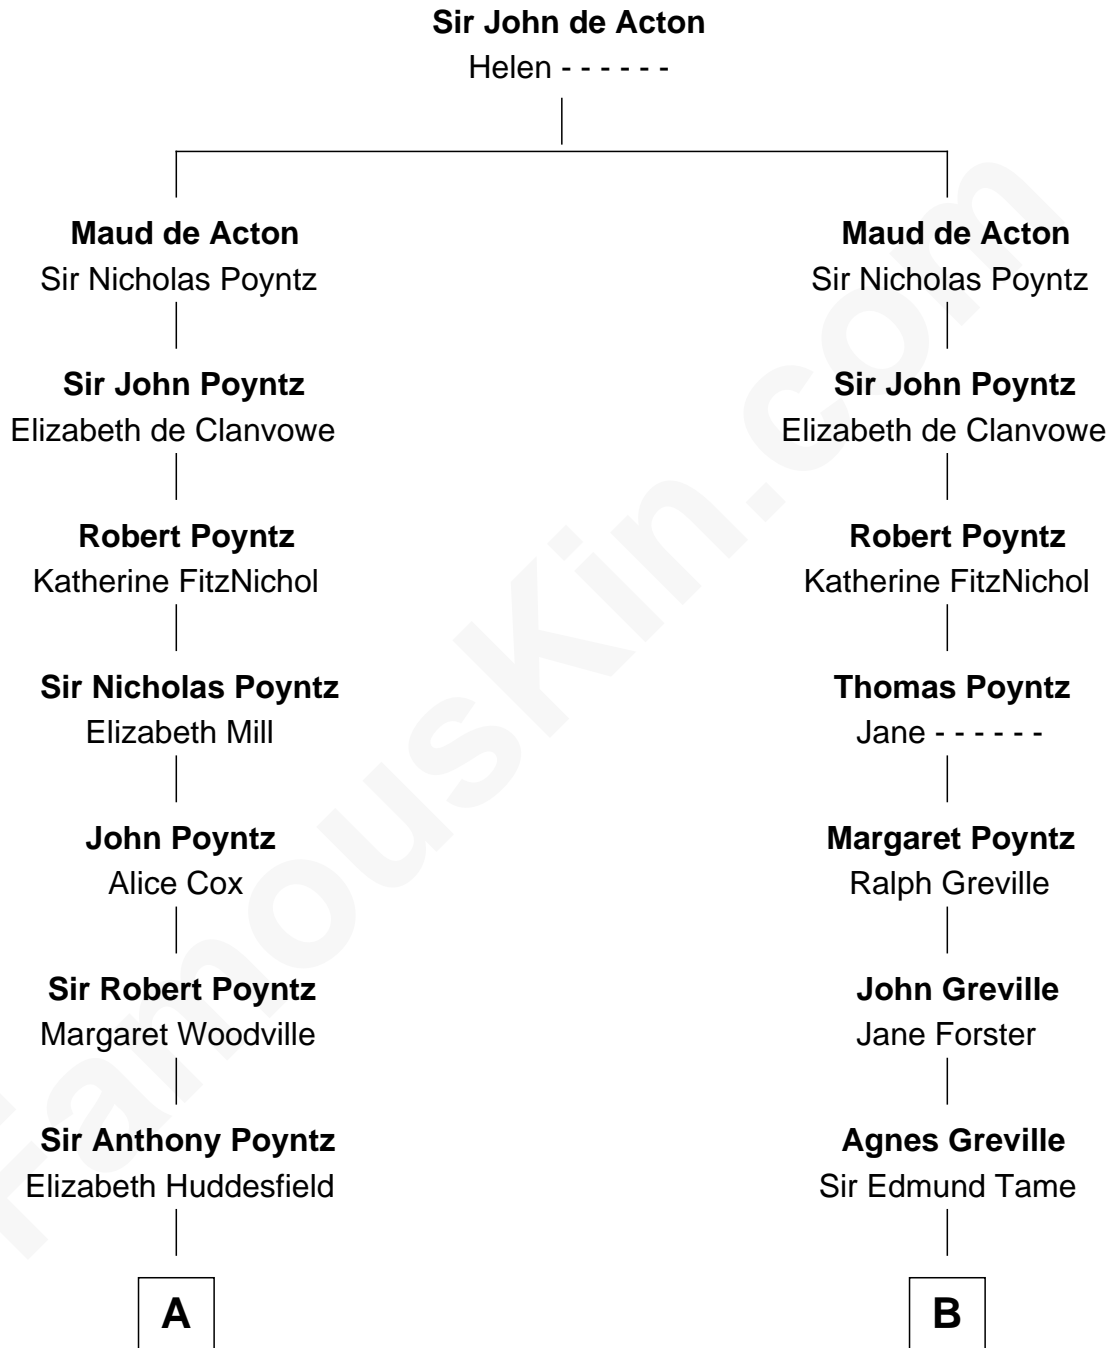 Sir John de Acton
Helen - - - - - -
Maud de Acton
Sir Nicholas Poyntz
Maud de Acton
Sir Nicholas Poyntz
Sir John Poyntz
Elizabeth de Clanvowe
Sir John Poyntz
Elizabeth de Clanvowe
Robert Poyntz
Katherine FitzNichol
Robert Poyntz
Katherine FitzNichol
Sir Nicholas Poyntz
Elizabeth Mill
Thomas Poyntz
Jane - - - - - -
John Poyntz
Alice Cox
Margaret Poyntz
Ralph Greville
Sir Robert Poyntz
Margaret Woodville
John Greville
Jane Forster
Sir Anthony Poyntz
Elizabeth Huddesfield
Agnes Greville
Sir Edmund Tame
A
B
FamousKin.com